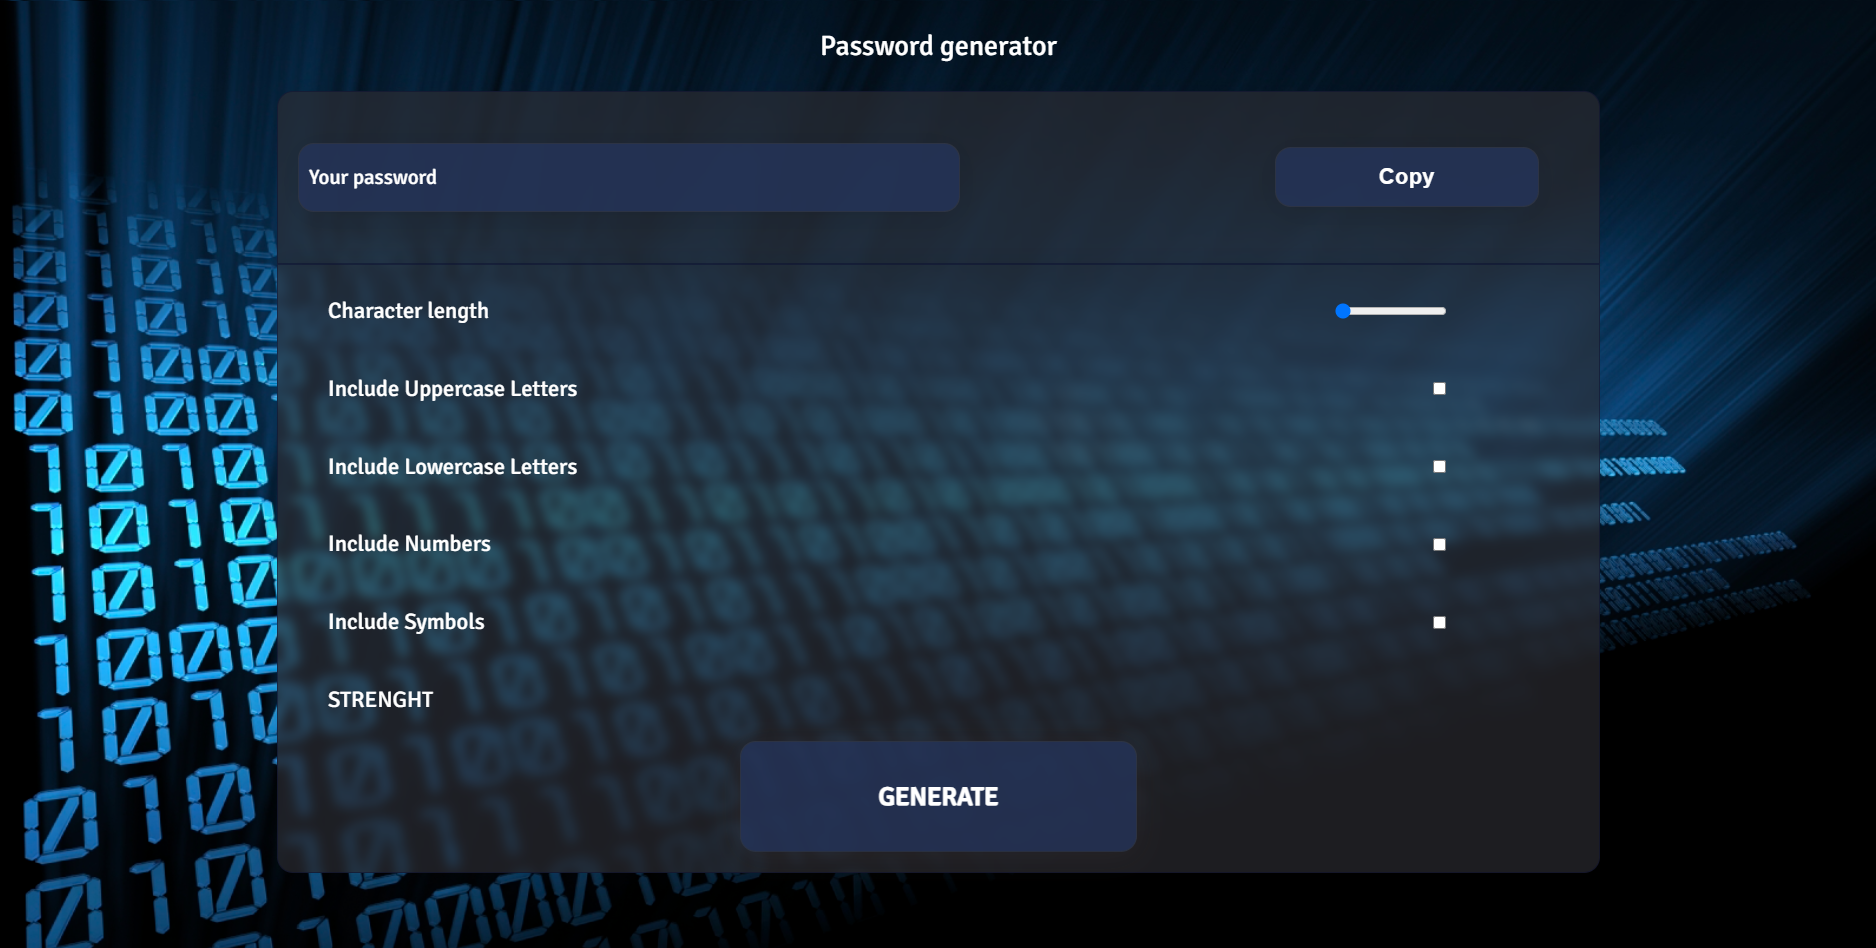 Password generator
Your password
Copy
Character length
Include Uppercase Letters
Include Lowercase Letters
Include Numbers
Include Symbols
STRENGHT
GENERATE